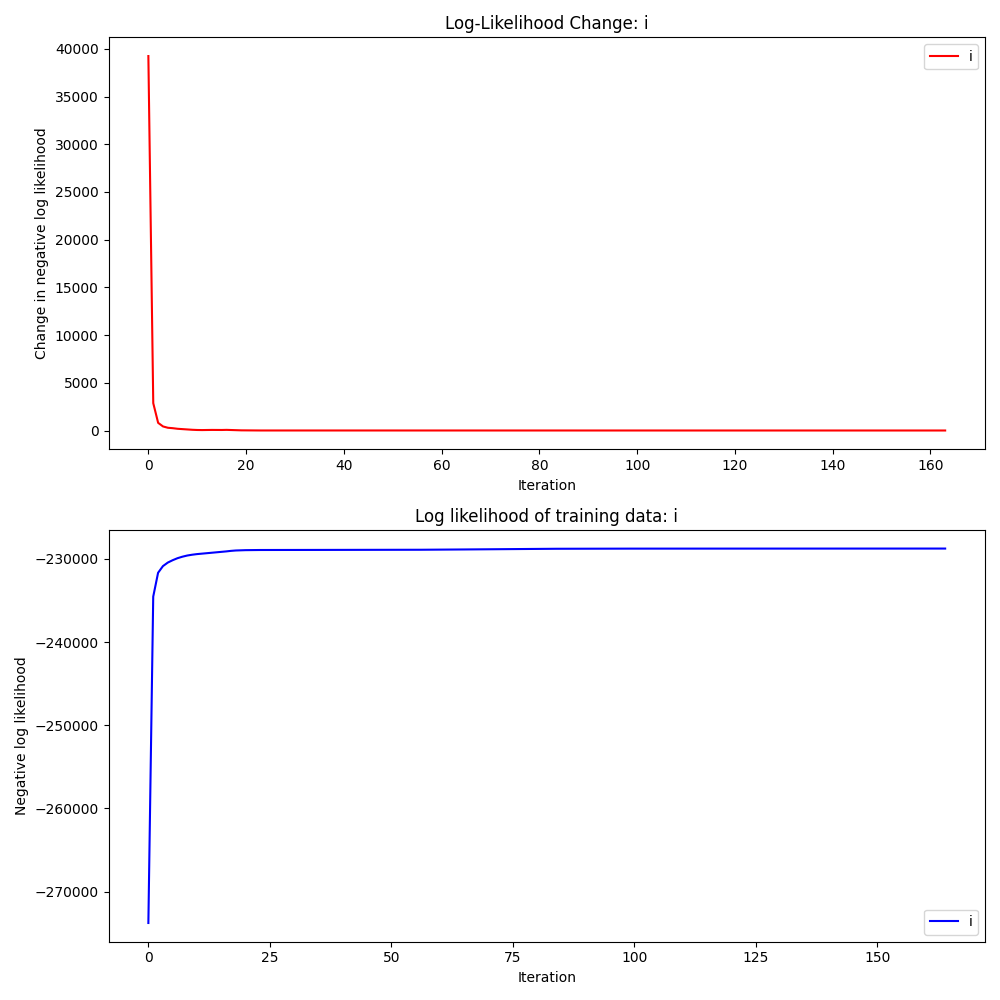 Log-Likelihood Change: i
40000
35000
30000
25000
20000
15000
10000
5000
0
Change in negative log likelihood
i
0 20 40 60 80 100 120 140 160
Iteration
Log likelihood of training data: i
−230000
−240000
−250000
−260000
−270000
Negative log likelihood
i
0 25 50 75 100 125 150
Iteration